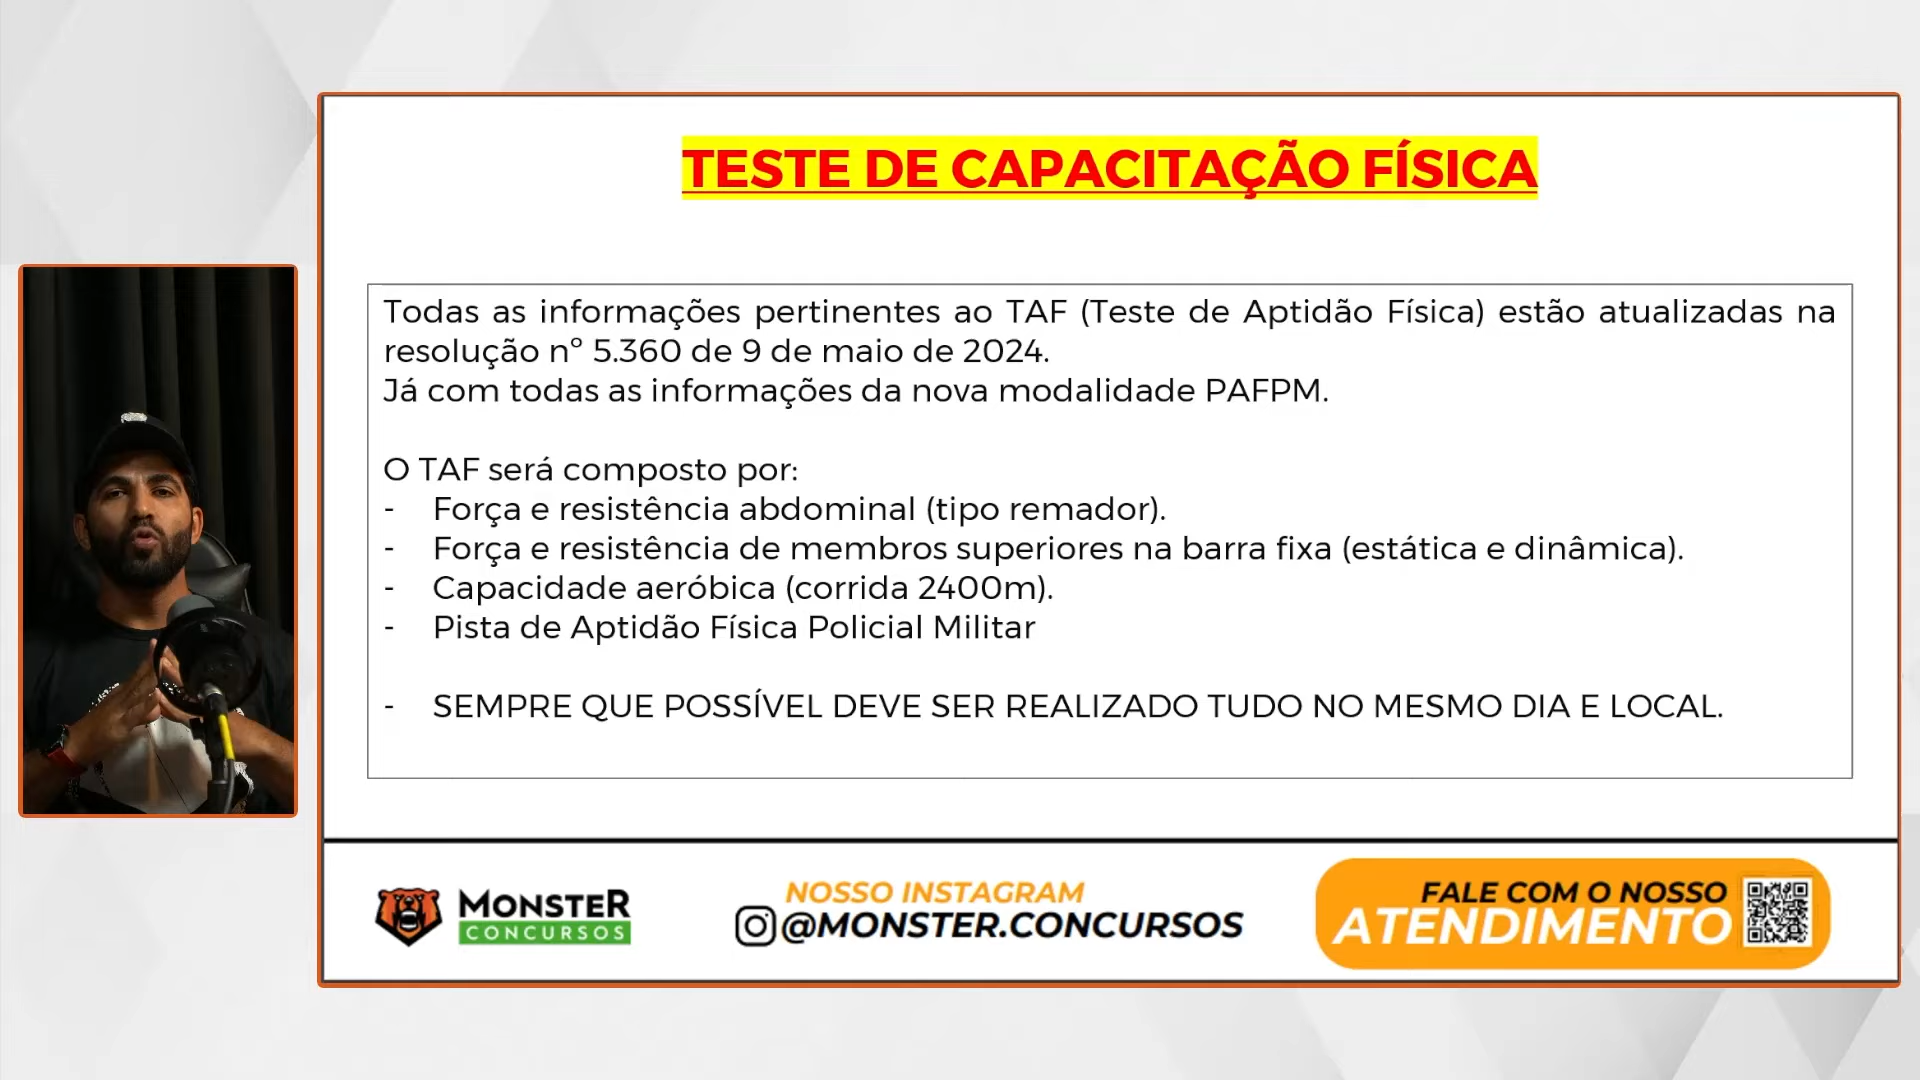 TESTE DE CAPACITAÇÃO FÍSICA
Todas as informações pertinentes ao TAF (Teste de Aptidão Física) estão atualizadas na
resolução nº 5.360 de 9 de maio de 2024.
Já com todas as informações da nova modalidade PAFPM.
O TAF será composto por:
- Força e resistência abdominal (tipo remador).
- Força e resistência de membros superiores na barra fixa (estática e dinâmica).
- Capacidade aeróbica (corrida 2400m).
- Pista de Aptidão Física Policial Militar
- SEMPRE QUE POSSÍVEL DEVE SER REALIZADO TUDO NO MESMO DIA E LOCAL.
MONSTER
CONCURSOS
NOSSO INSTAGRAM
@MONSTER.CONCURSOS
FALE COM O NOSSO
ATENDIMENTO